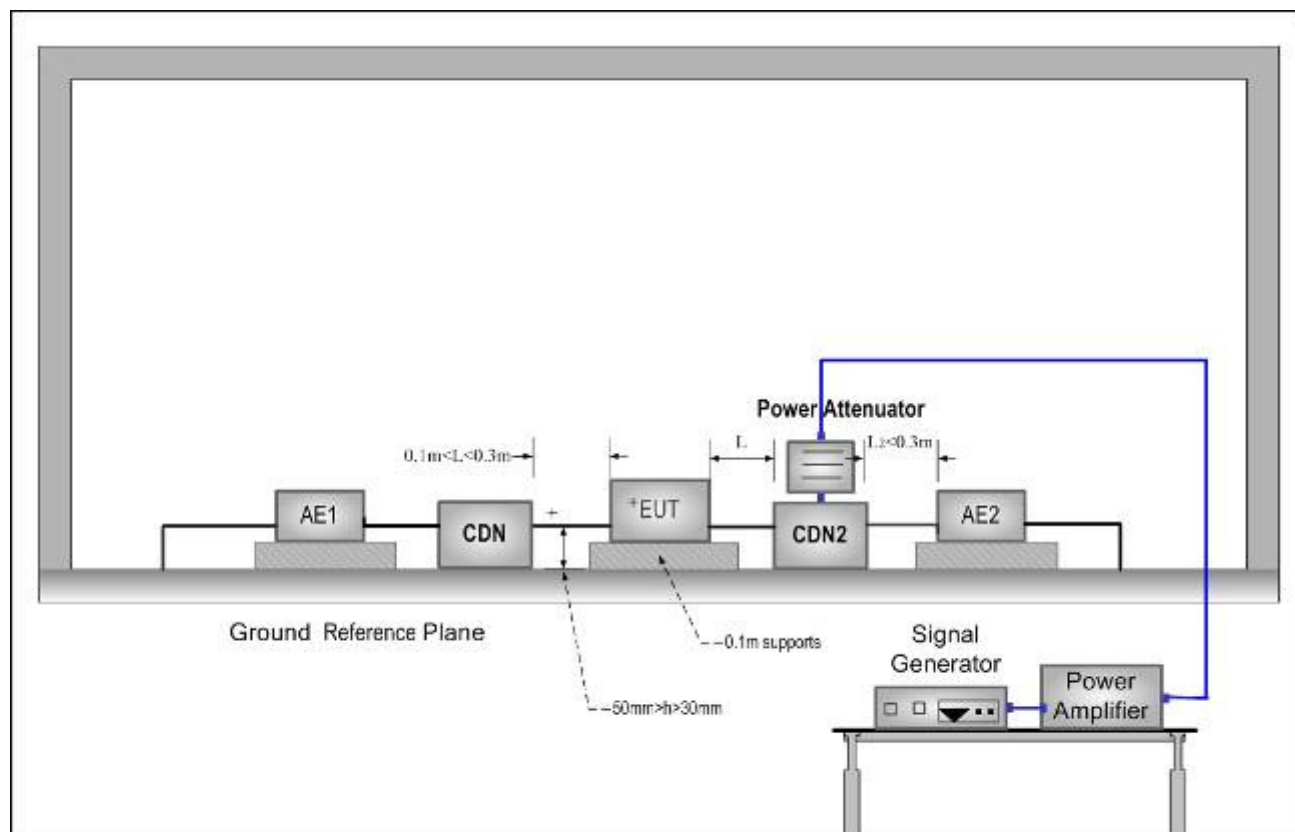 Power Attenuator
0.1m<L<0.3m
L
L2<0.3m
AE1
CDN
+
+EUT
CDN2
AE2
Ground Reference Plane
0.1m supports
50mm>h>30mm
Signal
Generator
Power
Amplifier